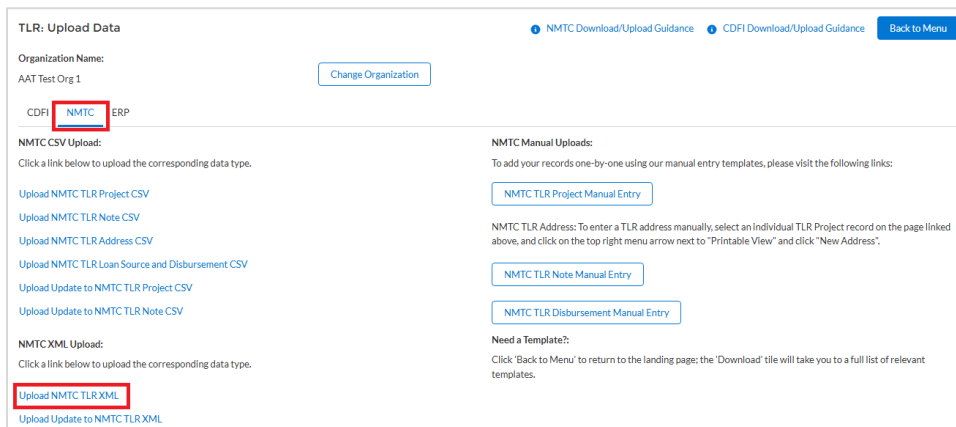 TLR: Upload Data
NMTC Download/Upload Guidance
CDFI Download/Upload Guidance
Back to Menu
Organization Name:
AAT Test Org 1
Change Organization
CDFI
NMTC
ERP
NMTC CSV Upload:
Click a link below to upload the corresponding data type.
Upload NMTC TLR Project CSV
Upload NMTC TLR Note CSV
Upload NMTC TLR Address CSV
Upload NMTC TLR Loan Source and Disbursement CSV
Upload Update to NMTC TLR Project CSV
Upload Update to NMTC TLR Note CSV
NMTC XML Upload:
Click a link below to upload the corresponding data type.
Upload NMTC TLR XML
Upload Update to NMTC TLR XML
NMTC Manual Uploads:
To add your records one-by-one using our manual entry templates, please visit the following links:
NMTC TLR Project Manual Entry
NMTC TLR Address: To enter a TLR address manually, select an individual TLR Project record on the page linked
above, and click on the top right menu arrow next to "Printable View" and click "New Address".
NMTC TLR Note Manual Entry
NMTC TLR Disbursement Manual Entry
Need a Template?:
Click 'Back to Menu' to return to the landing page; the 'Download' tile will take you to a full list of relevant
templates.